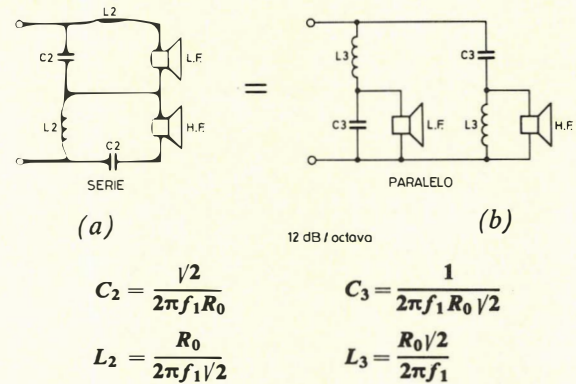 L2
C2
L.F.
L2
H.F.
C2
SERIE
(a)
=
L3
C3
C3
L.F.
L3
H.F.
PARALELO
(b)
12 dB / octava
C₂ = √2 / 2πf₁R₀
C₃ = 1 / 2πf₁R₀√2
L₂ = R₀ / 2πf₁√2
L₃ = R₀√2 / 2πf₁